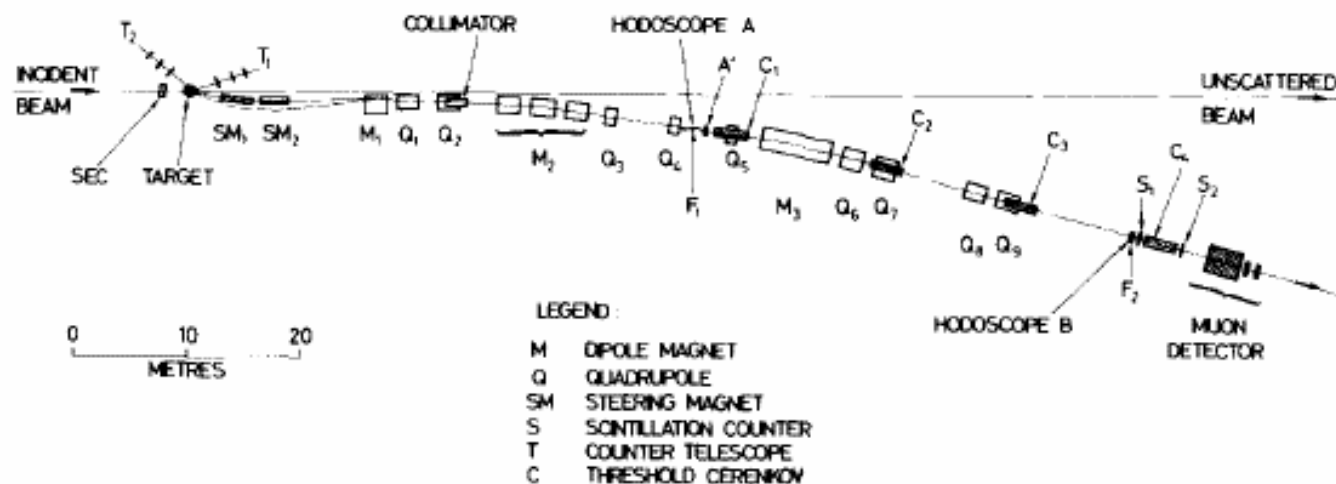 T₂
T₁
COLLIMATOR
HODOSCOPE A
A'
C₁
INCIDENT
BEAM
UNSCATTERED
BEAM
SM₁
SM₂
M₁
Q₁
Q₂
M₂
Q₃
Q₄
Q₅
C₂
C₃
SEC
TARGET
F₁
M₃
Q₆
Q₇
Q₈
Q₉
S₁
C₄
S₂
HODOSCOPE B
F₂
MUON
DETECTOR
0 10 20
METRES
LEGEND :
M DIPOLE MAGNET
Q QUADRUPOLE
SM STEERING MAGNET
S SCINTILLATION COUNTER
T COUNTER TELESCOPE
C THRESHOLD CERENKOV